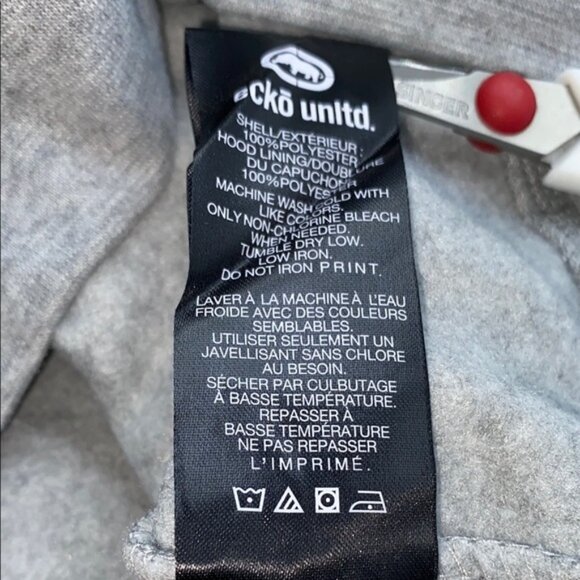 SINGER
eckō unltd.
SHELL/EXTÉRIEUR :
100%POLYESTER
HOOD LINING/DOUBLURE
DU CAPUCHON
100%POLYESTER
MACHINE WASH COLD WITH
LIKE COLORS.
ONLY NON-CHLORINE BLEACH
WHEN NEEDED.
TUMBLE DRY LOW.
LOW IRON.
DO NOT IRON PRINT.
LAVER À LA MACHINE À L'EAU
FROIDE AVEC DES COULEURS
SEMBLABLES.
UTILISER SEULEMENT UN
JAVELLISANT SANS CHLORE
AU BESOIN.
SÉCHER PAR CULBUTAGE
À BASSE TEMPÉRATURE.
REPASSER À
BASSE TEMPÉRATURE
NE PAS REPASSER
L'IMPRIMÉ.